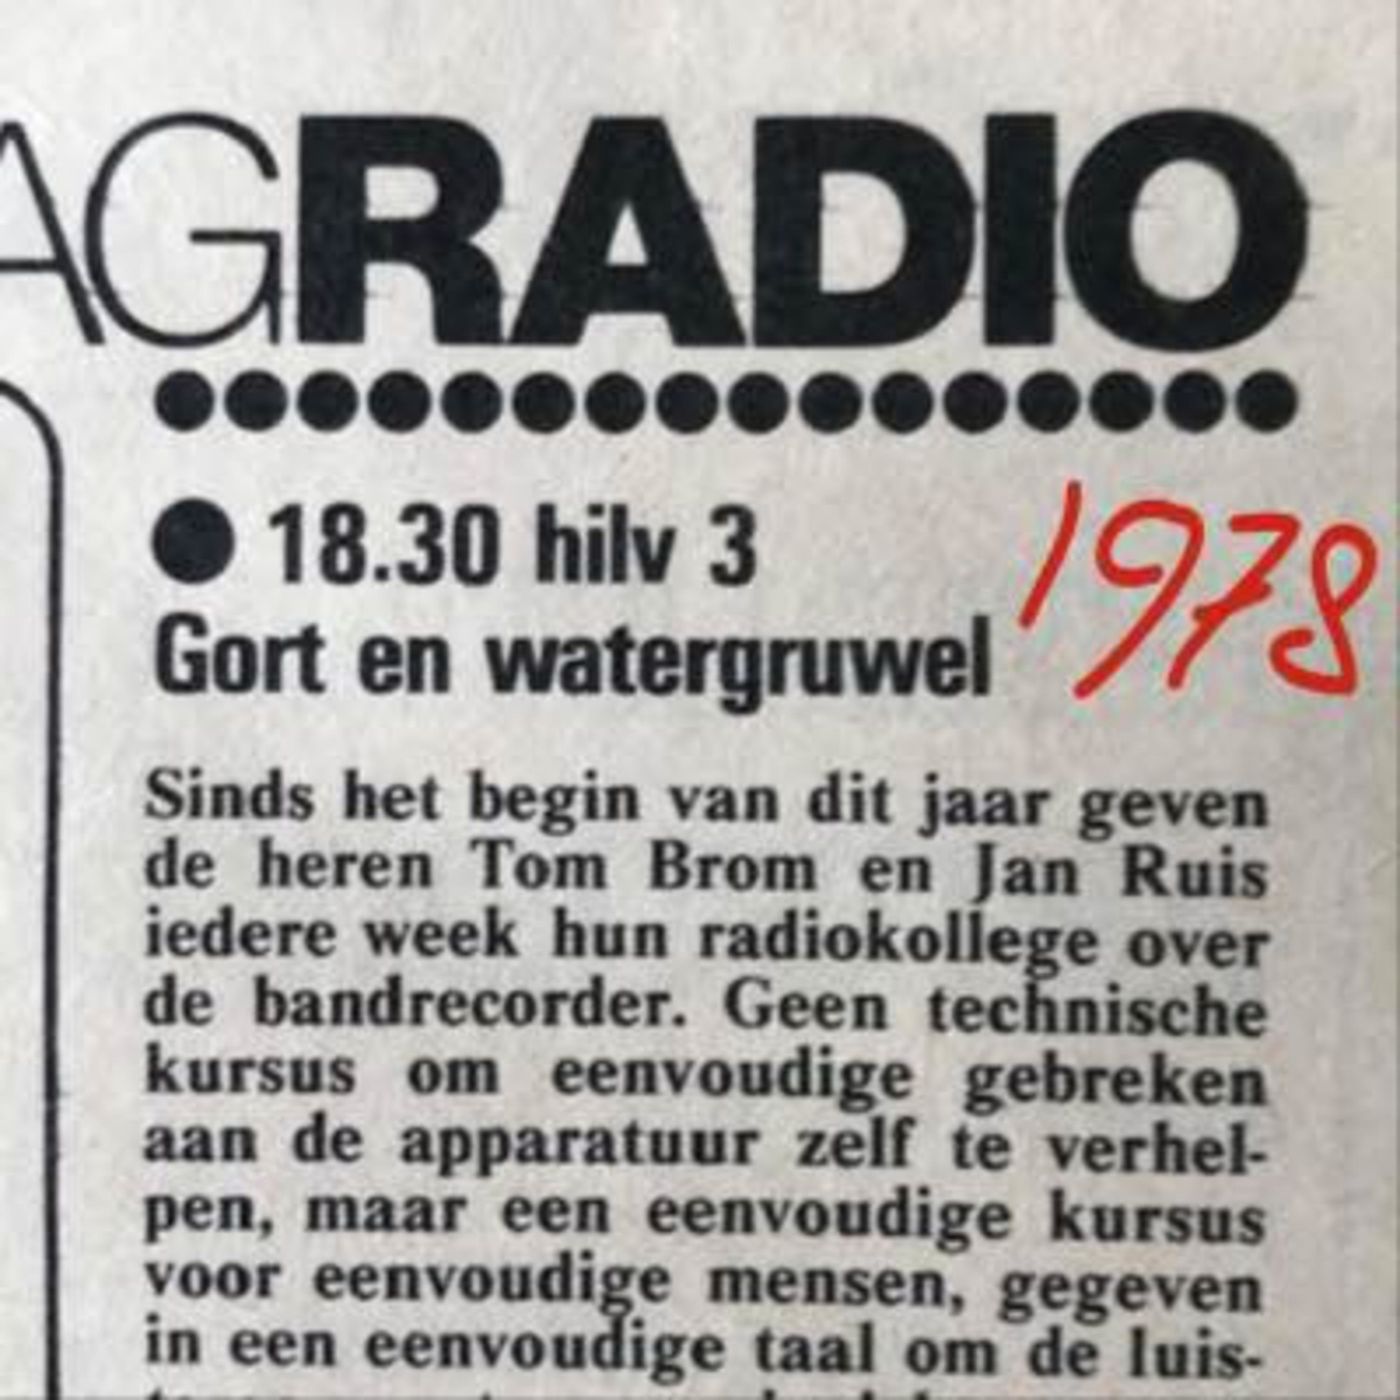 AGRADIO
18.30 hilv 3
1978
Gort en watergruwel
Sinds het begin van dit jaar geven
de heren Tom Brom en Jan Ruis
iedere week hun radiokollege over
de bandrecorder. Geen technische
kursus om eenvoudige gebreken
aan de apparatuur zelf te verhel-
pen, maar een eenvoudige kursus
voor eenvoudige mensen, gegeven
in een eenvoudige taal om de luis-